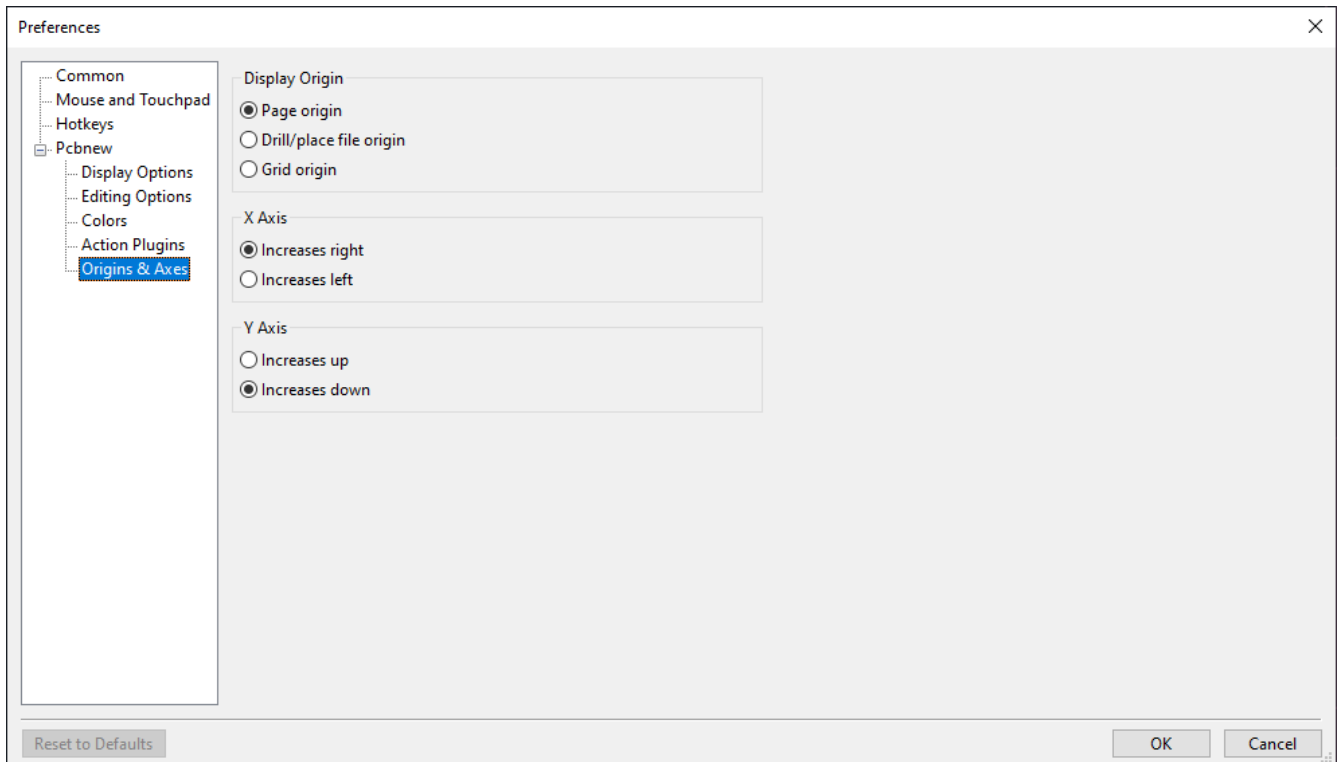 Preferences
Common
Mouse and Touchpad
Hotkeys
Pcbnew
Display Options
Editing Options
Colors
Action Plugins
Origins & Axes
Display Origin
Page origin
Drill/place file origin
Grid origin
X Axis
Increases right
Increases left
Y Axis
Increases up
Increases down
Reset to Defaults
OK
Cancel